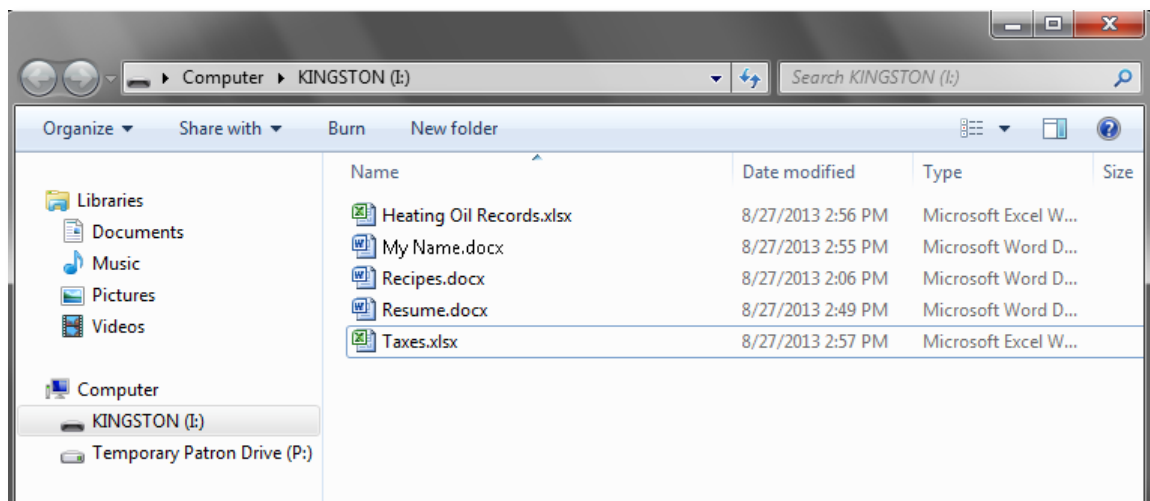 Computer ▸ KINGSTON (I:)
Search KINGSTON (I:)
Organize Share with Burn New folder
Name Date modified Type Size
Libraries
Documents
Music
Pictures
Videos
Computer
KINGSTON (I:)
Temporary Patron Drive (P:)
Heating Oil Records.xlsx 8/27/2013 2:56 PM Microsoft Excel W...
My Name.docx 8/27/2013 2:55 PM Microsoft Word D...
Recipes.docx 8/27/2013 2:06 PM Microsoft Word D...
Resume.docx 8/27/2013 2:49 PM Microsoft Word D...
Taxes.xlsx 8/27/2013 2:57 PM Microsoft Excel W...